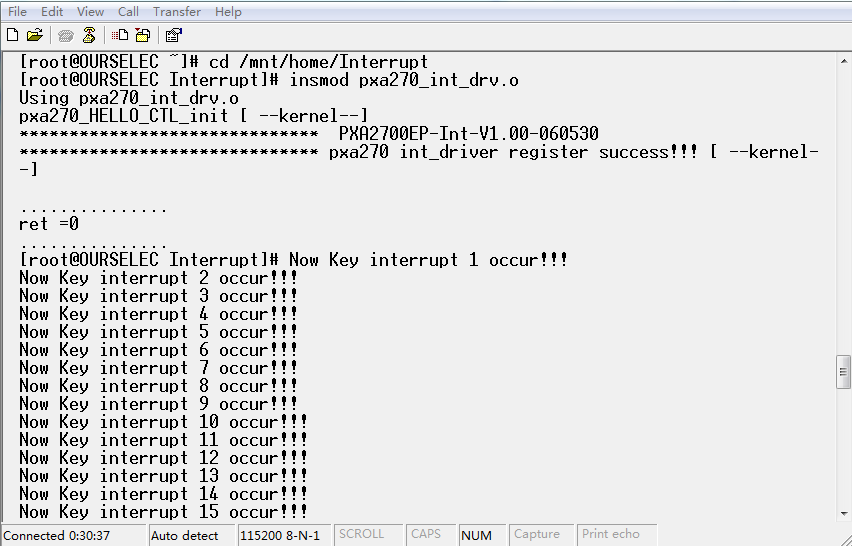 File Edit View Call Transfer Help
[root@OURSELEC ~]# cd /mnt/home/Interrupt
[root@OURSELEC Interrupt]# insmod pxa270_int_drv.o
Using pxa270_int_drv.o
pxa270_HELLO_CTL_init [ --kernel--]
****************************** PXA2700EP-Int-V1.00-060530
****************************** pxa270 int_driver register success!!! [ --kernel-
-]
...............
ret =0
...............
[root@OURSELEC Interrupt]# Now Key interrupt 1 occur!!!
Now Key interrupt 2 occur!!!
Now Key interrupt 3 occur!!!
Now Key interrupt 4 occur!!!
Now Key interrupt 5 occur!!!
Now Key interrupt 6 occur!!!
Now Key interrupt 7 occur!!!
Now Key interrupt 8 occur!!!
Now Key interrupt 9 occur!!!
Now Key interrupt 10 occur!!!
Now Key interrupt 11 occur!!!
Now Key interrupt 12 occur!!!
Now Key interrupt 13 occur!!!
Now Key interrupt 14 occur!!!
Now Key interrupt 15 occur!!!
Connected 0:30:37 Auto detect 115200 8-N-1 SCROLL CAPS NUM Capture Print echo